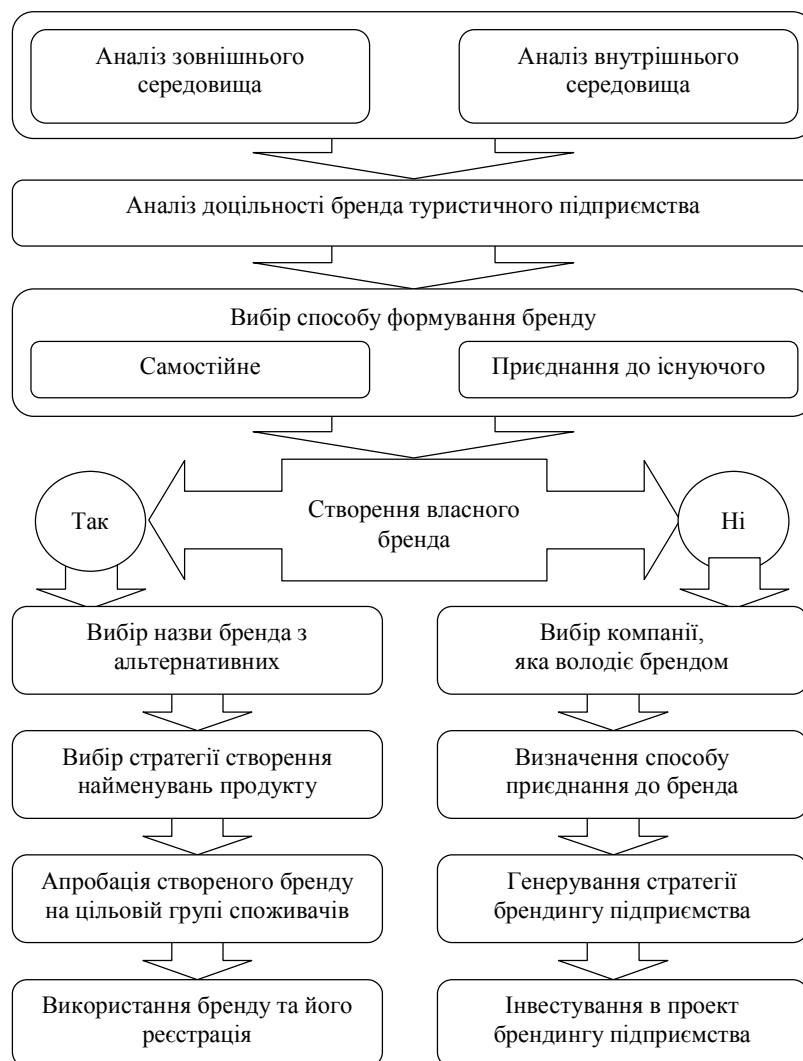 Аналіз зовнішнього
середовища
Аналіз внутрішнього
середовища
Аналіз доцільності бренда туристичного підприємства
Вибір способу формування бренду
Самостійне
Приєднання до існуючого
Так
Створення власного
бренда
Ні
Вибір назви бренда з
альтернативних
Вибір стратегії створення
найменувань продукту
Апробація створеного бренду
на цільовій групі споживачів
Використання бренду та його
реєстрація
Вибір компанії,
яка володіє брендом
Визначення способу
приєднання до бренда
Генерування стратегії
брендингу підприємства
Інвестування в проект
брендингу підприємства